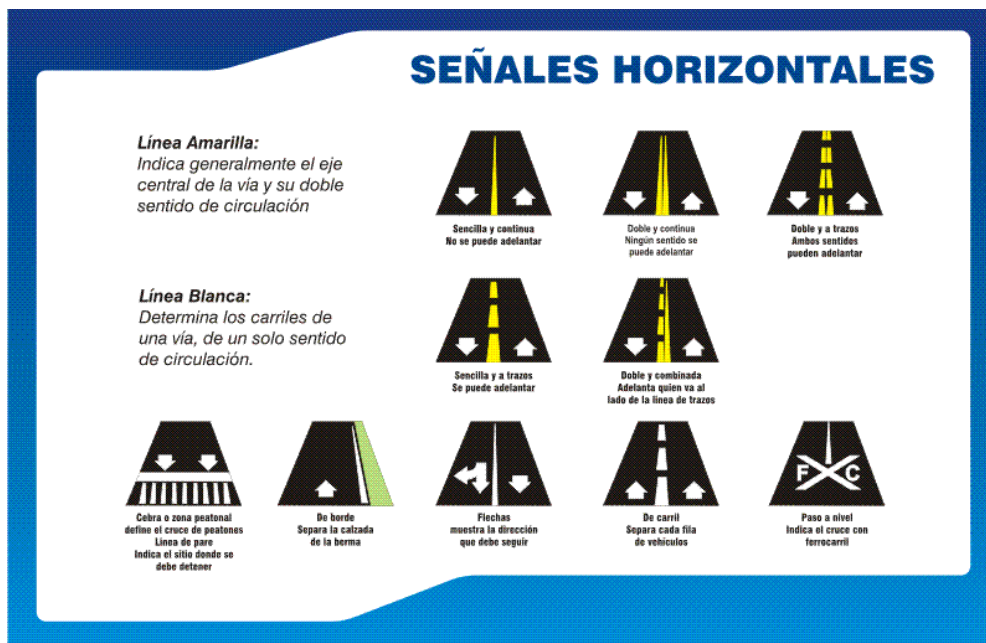 SEÑALES HORIZONTALES
Línea Amarilla:
Indica generalmente el eje
central de la vía y su doble
sentido de circulación
Sencilla y continua
No se puede adelantar
Doble y continua
Ningún sentido se
puede adelantar
Doble y a trazos
Ambos sentidos
pueden adelantar
Línea Blanca:
Determina los carriles de
una vía, de un solo sentido
de circulación.
Sencilla y a trazos
Se puede adelantar
Doble y combinada
Adelanta quien va al
lado de la linea de trazos
F C
Cebra o zona peatonal
define el cruce de peatones
Linea de pare
Indica el sitio donde se
debe detener
De borde
Separa la calzada
de la berma
Flechas
muestra la dirección
que debe seguir
De carril
Separa cada fila
de vehículos
Paso a nivel
Indica el cruce con
ferrocarril